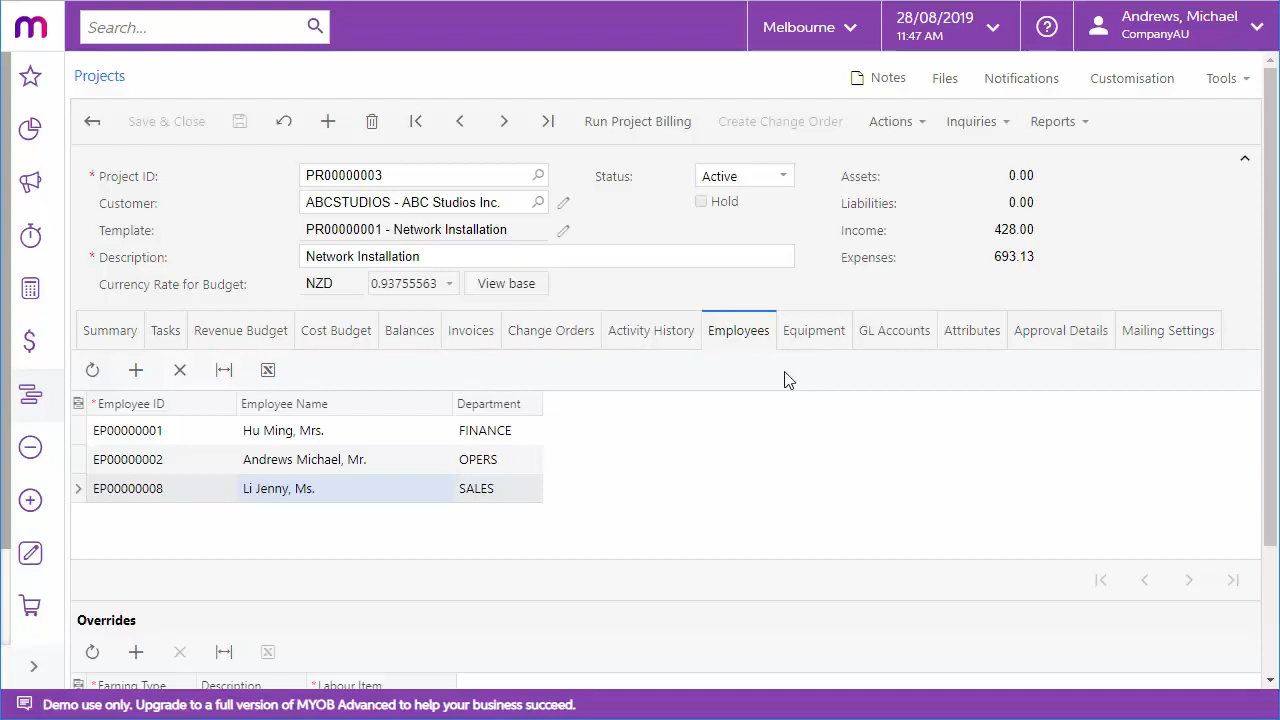 Search...
Melbourne
28/08/2019
11:47 AM
Andrews, Michael
CompanyAU
Projects
Notes Files Notifications Customisation Tools
Save & Close Run Project Billing Create Change Order Actions Inquiries Reports
* Project ID: PR00000003 Status: Active Assets: 0.00
Customer: ABCSTUDIOS - ABC Studios Inc. Hold Liabilities: 0.00
Template: PR00000001 - Network Installation Income: 428.00
* Description: Network Installation Expenses: 693.13
Currency Rate for Budget: NZD 0.93755563 View base
Summary Tasks Revenue Budget Cost Budget Balances Invoices Change Orders Activity History Employees Equipment GL Accounts Attributes Approval Details Mailing Settings
* Employee ID Employee Name Department
EP00000001 Hu Ming, Mrs. FINANCE
EP00000002 Andrews Michael, Mr. OPERS
EP00000008 Li Jenny, Ms. SALES
Overrides
* Earning Type Description * Labour Item
Demo use only. Upgrade to a full version of MYOB Advanced to help your business succeed.